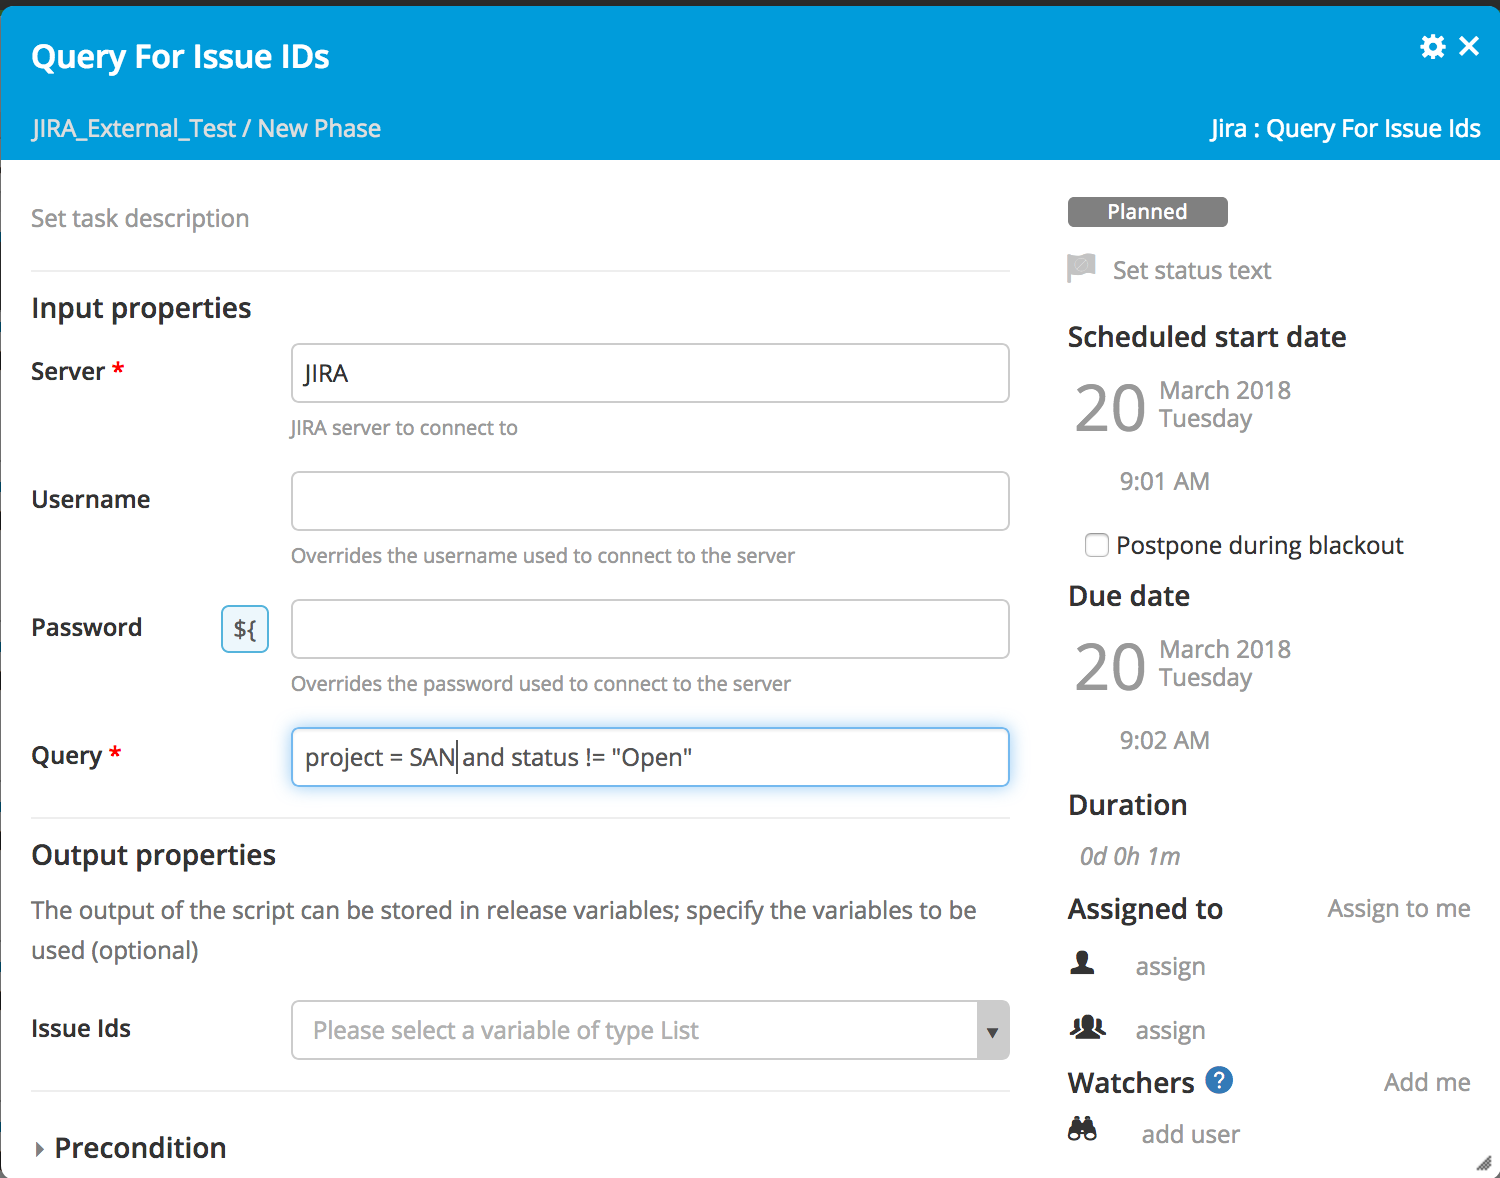 Query For Issue IDs
JIRA_External_Test / New Phase
Jira : Query For Issue Ids
Set task description
Input properties
Server *
JIRA
JIRA server to connect to
Username
Overrides the username used to connect to the server
Password
${
Overrides the password used to connect to the server
Query *
project = SAN and status != "Open"
Output properties
The output of the script can be stored in release variables; specify the variables to be
used (optional)
Issue Ids
Please select a variable of type List
Precondition
Planned
Set status text
Scheduled start date
20
March 2018
Tuesday
9:01 AM
Postpone during blackout
Due date
20
March 2018
Tuesday
9:02 AM
Duration
0d 0h 1m
Assigned to
Assign to me
assign
assign
Watchers ?
Add me
add user